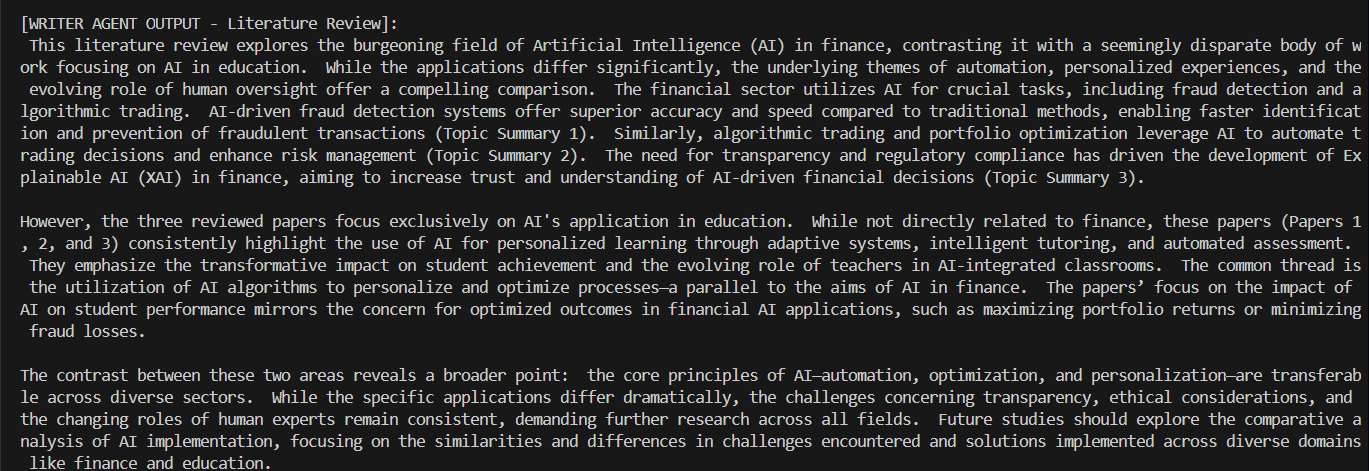 [WRITER AGENT OUTPUT - Literature Review]:
This literature review explores the burgeoning field of Artificial Intelligence (AI) in finance, contrasting it with a seemingly disparate body of w
ork focusing on AI in education.  While the applications differ significantly, the underlying themes of automation, personalized experiences, and the
evolving role of human oversight offer a compelling comparison.  The financial sector utilizes AI for crucial tasks, including fraud detection and a
lgorithmic trading.  AI-driven fraud detection systems offer superior accuracy and speed compared to traditional methods, enabling faster identificat
ion and prevention of fraudulent transactions (Topic Summary 1).  Similarly, algorithmic trading and portfolio optimization leverage AI to automate t
rading decisions and enhance risk management (Topic Summary 2).  The need for transparency and regulatory compliance has driven the development of Ex
plainable AI (XAI) in finance, aiming to increase trust and understanding of AI-driven financial decisions (Topic Summary 3).

However, the three reviewed papers focus exclusively on AI's application in education.  While not directly related to finance, these papers (Papers 1
, 2, and 3) consistently highlight the use of AI for personalized learning through adaptive systems, intelligent tutoring, and automated assessment.
They emphasize the transformative impact on student achievement and the evolving role of teachers in AI-integrated classrooms.  The common thread is
the utilization of AI algorithms to personalize and optimize processes—a parallel to the aims of AI in finance.  The papers’ focus on the impact of
AI on student performance mirrors the concern for optimized outcomes in financial AI applications, such as maximizing portfolio returns or minimizing
fraud losses.

The contrast between these two areas reveals a broader point:  the core principles of AI—automation, optimization, and personalization—are transferab
le across diverse sectors.  While the specific applications differ dramatically, the challenges concerning transparency, ethical considerations, and
the changing roles of human experts remain consistent, demanding further research across all fields.  Future studies should explore the comparative a
nalysis of AI implementation, focusing on the similarities and differences in challenges encountered and solutions implemented across diverse domains
like finance and education.